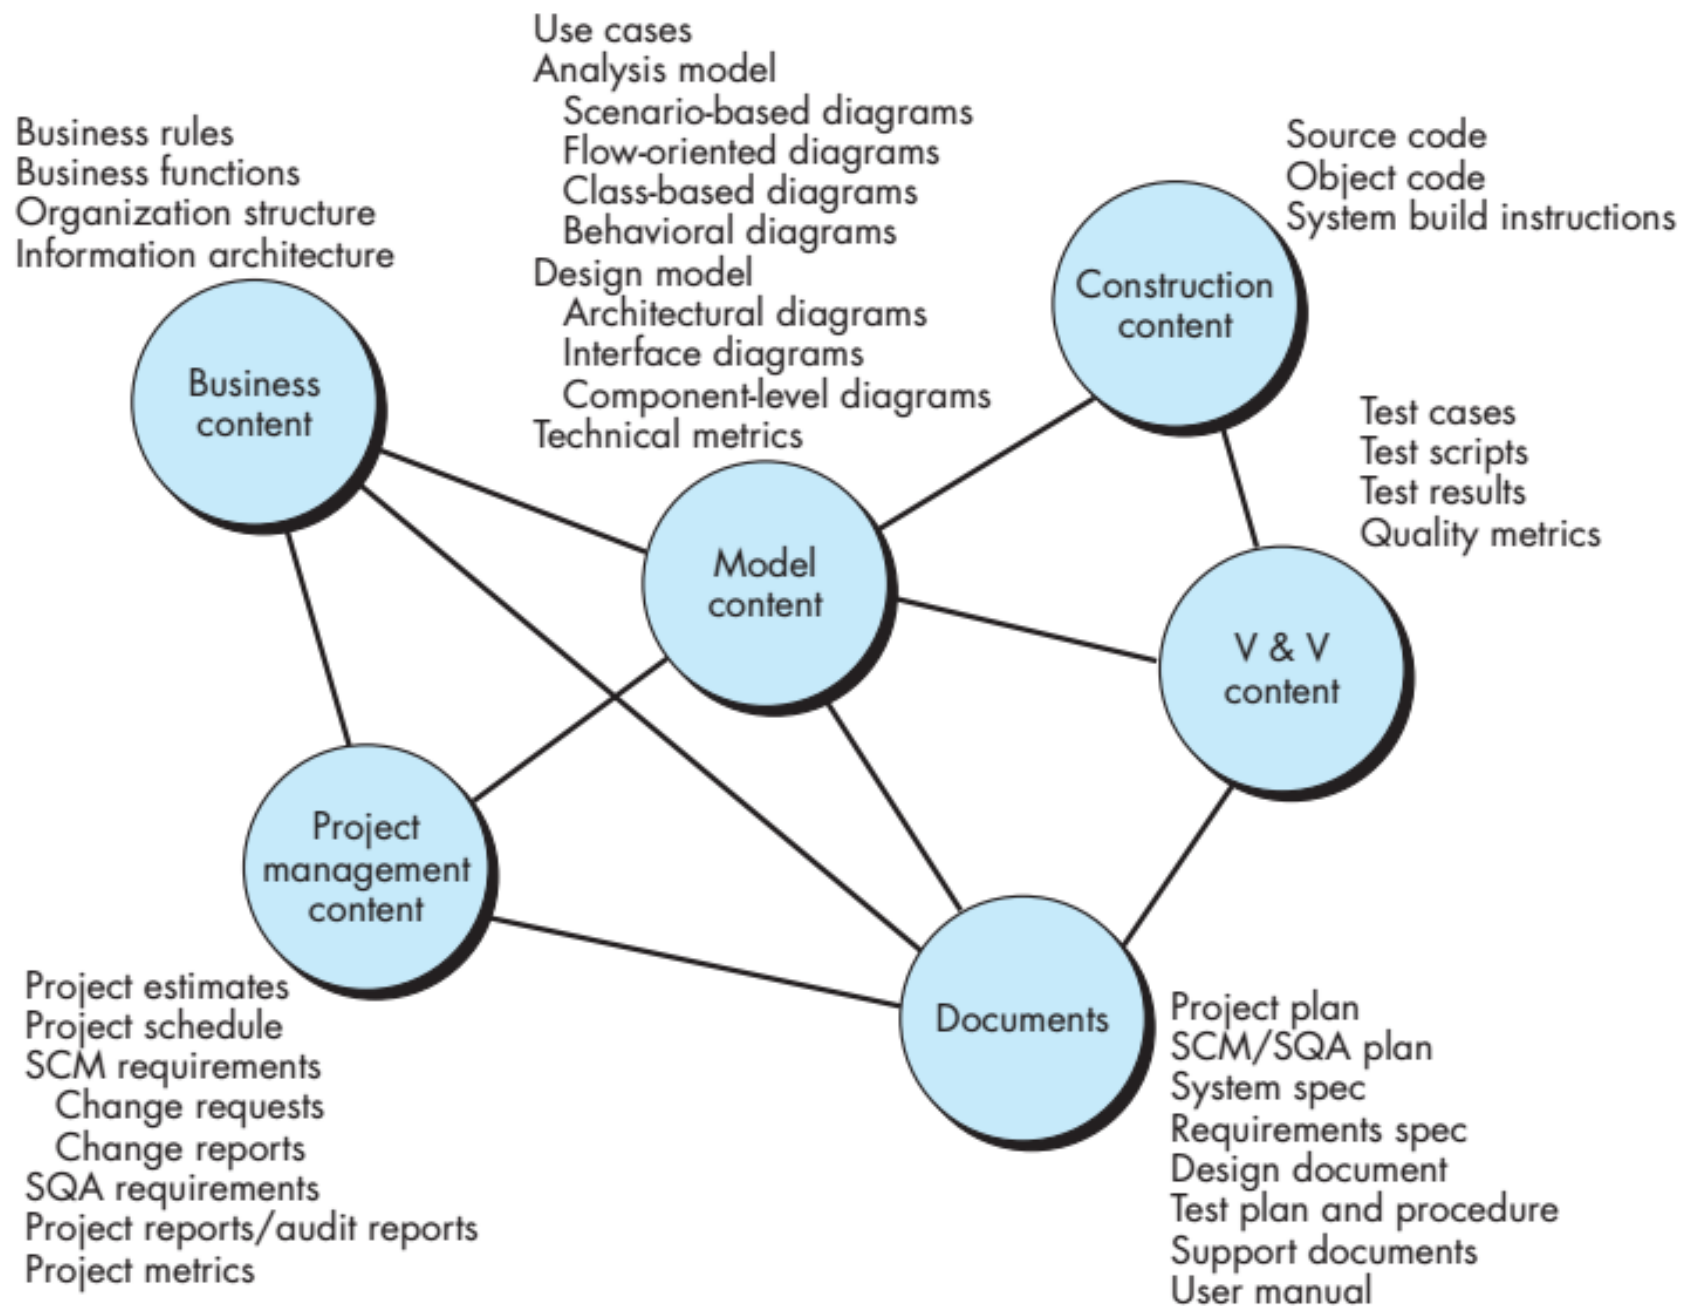 Use cases
Analysis model
Scenario-based diagrams
Flow-oriented diagrams
Class-based diagrams
Behavioral diagrams
Design model
Architectural diagrams
Interface diagrams
Component-level diagrams
Technical metrics
Business rules
Business functions
Organization structure
Information architecture
Source code
Object code
System build instructions
Construction
content
Business
content
Test cases
Test scripts
Test results
Quality metrics
Model
content
V & V
content
Project
management
content
Documents
Project estimates
Project schedule
SCM requirements
Change requests
Change reports
SQA requirements
Project reports/audit reports
Project metrics
Project plan
SCM/SQA plan
System spec
Requirements spec
Design document
Test plan and procedure
Support documents
User manual